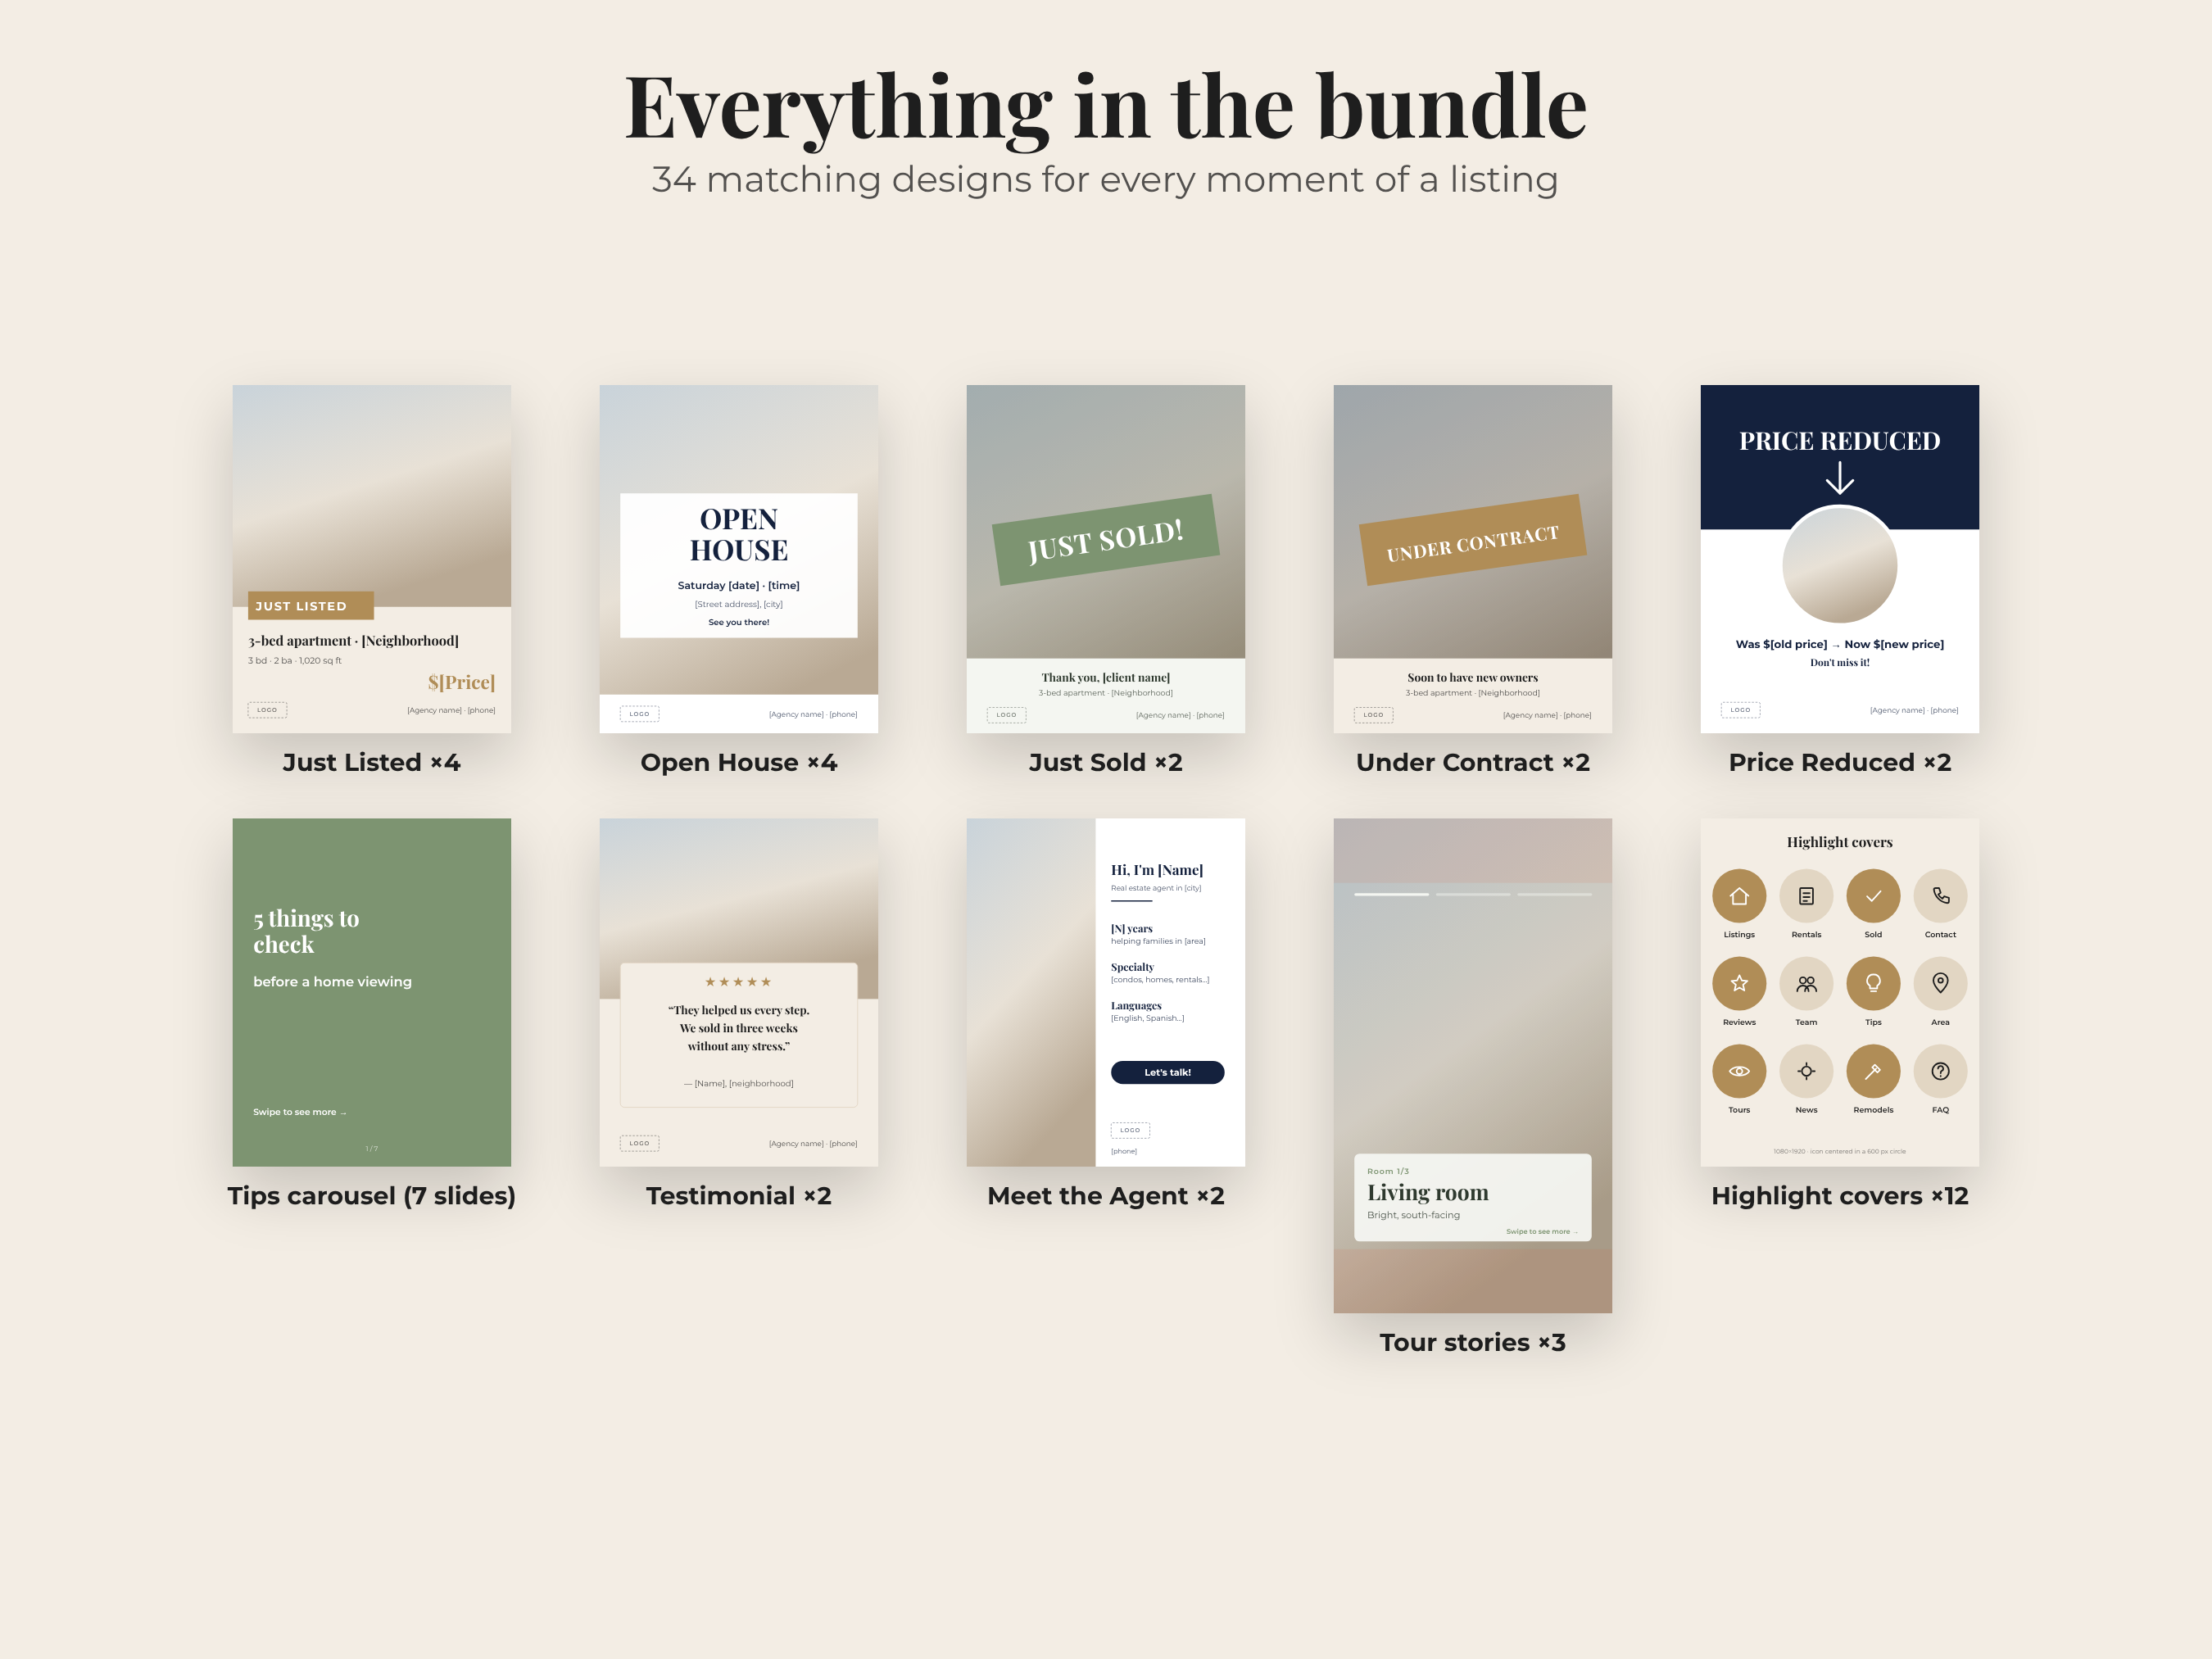 Everything in the bundle
34 matching designs for every moment of a listing
JUST LISTED
3-bed apartment · [Neighborhood]
3 bd · 2 ba · 1,020 sq ft
$[Price]
LOGO
[Agency name] · [phone]
Just Listed ×4
OPEN
HOUSE
Saturday [date] · [time]
[Street address], [city]
See you there!
LOGO
[Agency name] · [phone]
Open House ×4
JUST SOLD!
Thank you, [client name]
3-bed apartment · [Neighborhood]
LOGO
[Agency name] · [phone]
Just Sold ×2
UNDER CONTRACT
Soon to have new owners
3-bed apartment · [Neighborhood]
LOGO
[Agency name] · [phone]
Under Contract ×2
PRICE REDUCED
Was $[old price] → Now $[new price]
Don't miss it!
LOGO
[Agency name] · [phone]
Price Reduced ×2
5 things to
check
before a home viewing
Swipe to see more →
1 / 7
Tips carousel (7 slides)
★★★★★
“They helped us every step.
We sold in three weeks
without any stress.”
— [Name], [neighborhood]
LOGO
[Agency name] · [phone]
Testimonial ×2
Hi, I'm [Name]
Real estate agent in [city]
[N] years
helping families in [area]
Specialty
[condos, homes, rentals...]
Languages
[English, Spanish...]
Let's talk!
LOGO
[phone]
Meet the Agent ×2
Room 1/3
Living room
Bright, south-facing
Swipe to see more →
Tour stories ×3
Highlight covers
Listings Rentals Sold Contact
Reviews Team Tips Area
Tours News Remodels FAQ
1080×1920 · icon centered in a 600 px circle
Highlight covers ×12